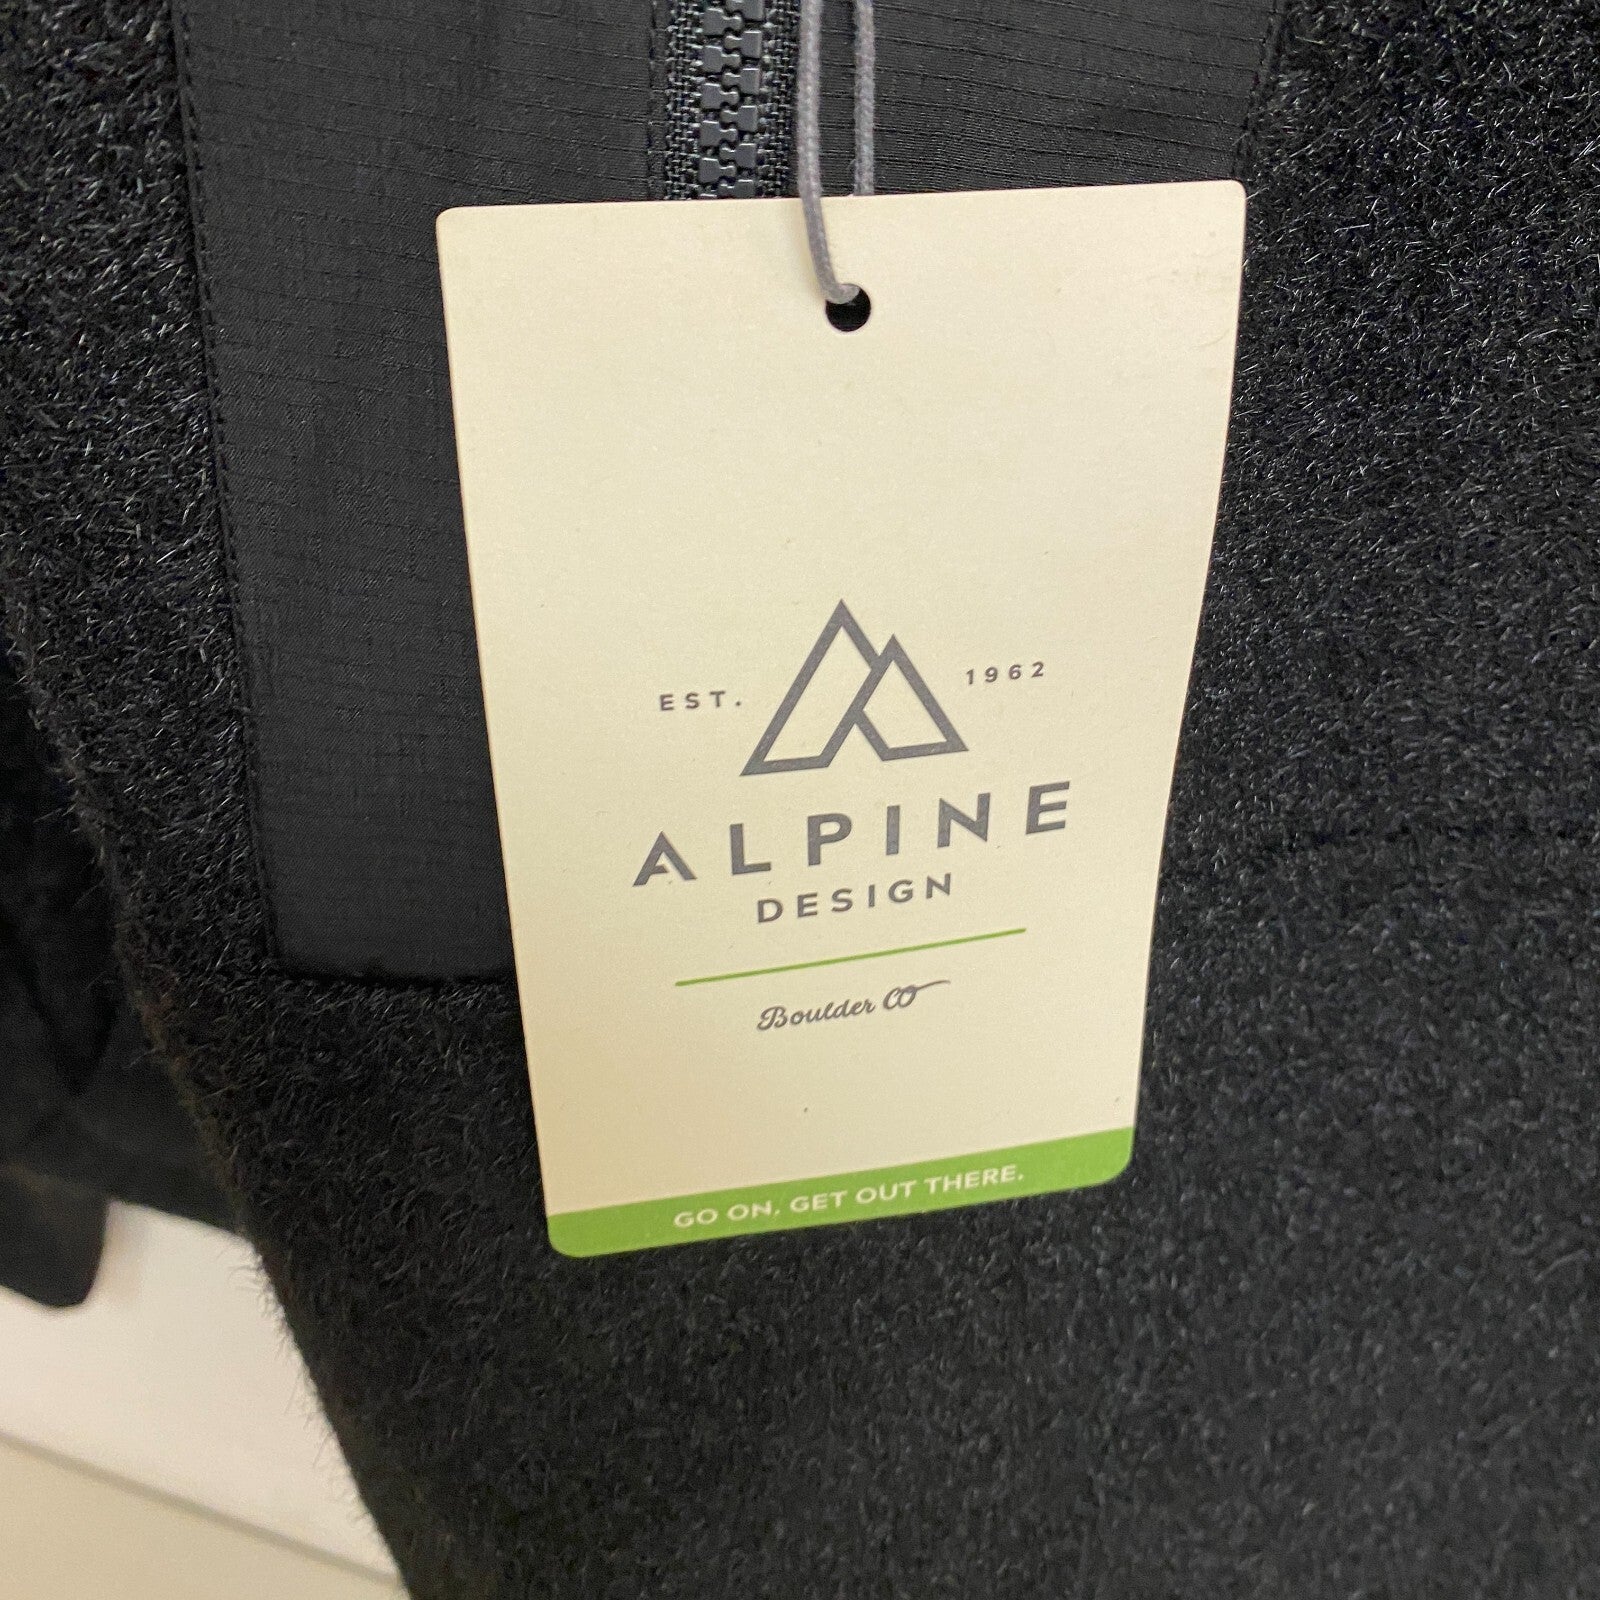 EST. 1962
ALPINE
DESIGN
Boulder CO
GO ON, GET OUT THERE.